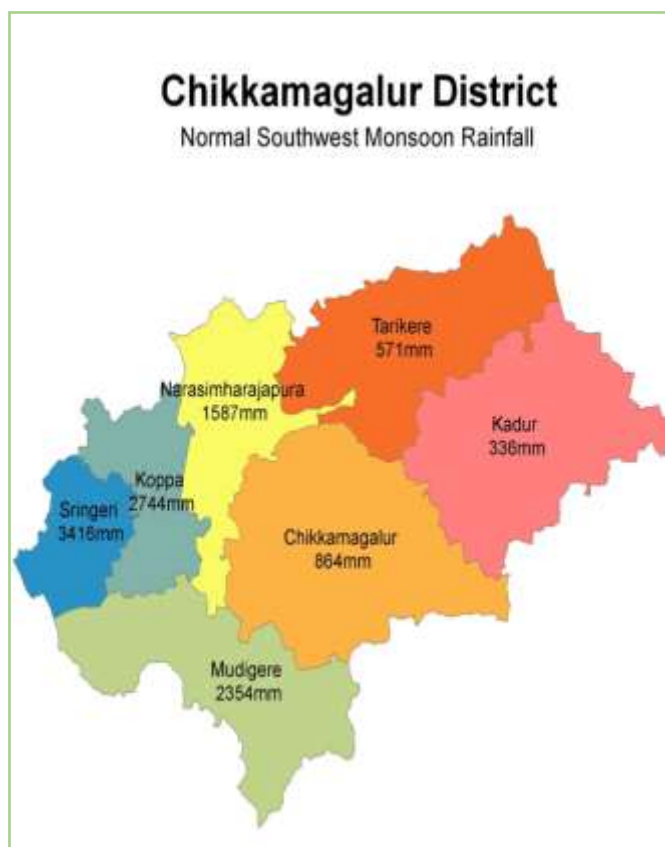 Chikkamagalur District
Normal Southwest Monsoon Rainfall
Tarikere
571mm
Narasimharajapura
1587mm
Kadur
336mm
Koppa
2744mm
Sringeri
3416mm
Chikkamagalur
864mm
Mudigere
2354mm